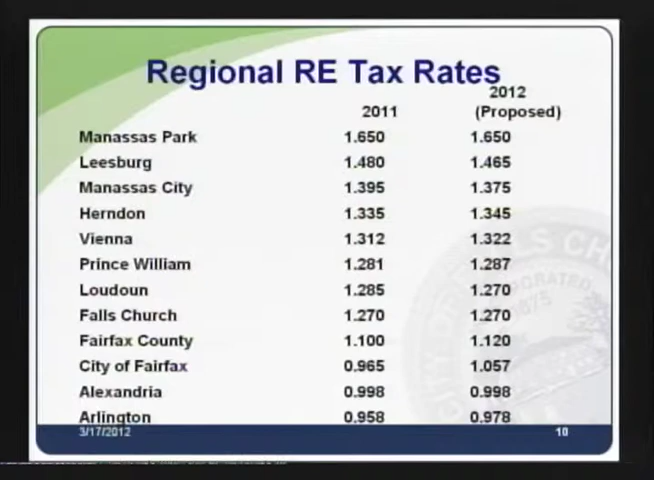 Regional RE Tax Rates
2012
2011 (Proposed)
Manassas Park 1.650 1.650
Leesburg 1.480 1.465
Manassas City 1.395 1.375
Herndon 1.335 1.345
Vienna 1.312 1.322
Prince William 1.281 1.287
Loudoun 1.285 1.270
Falls Church 1.270 1.270
Fairfax County 1.100 1.120
City of Fairfax 0.965 1.057
Alexandria 0.998 0.998
Arlington 0.958 0.978
3/17/2012 10